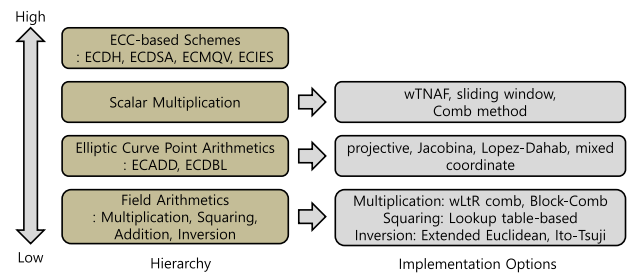 High
ECC-based Schemes
: ECDH, ECDSA, ECMQV, ECIES
Scalar Multiplication
wTNAF, sliding window,
Comb method
Elliptic Curve Point Arithmetics
: ECADD, ECDBL
projective, Jacobina, Lopez-Dahab, mixed
coordinate
Field Arithmetics
: Multiplication, Squaring,
Addition, Inversion
Multiplication: wLtR comb, Block-Comb
Squaring: Lookup table-based
Inversion: Extended Euclidean, Ito-Tsuji
Low
Hierarchy
Implementation Options